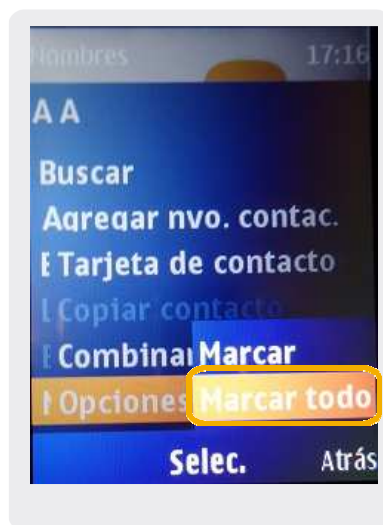 Nombres 17:16
A A
Buscar
Agregar nvo. contac.
E Tarjeta de contacto
Copiar contacto
E Combinar Marcar
Opciones Marcar todo
Selec. Atrás